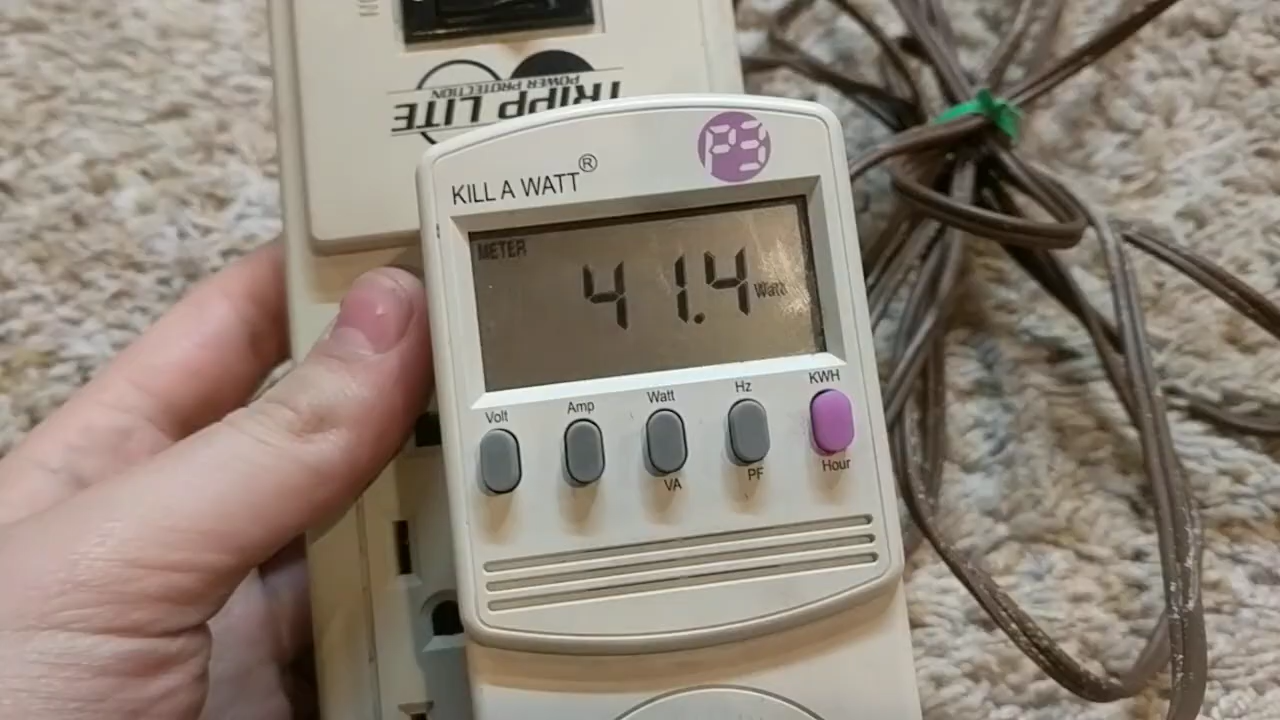 TRIPP LITE
POWER PROTECTION
KILL A WATT®
P3
METER
41.4 Watt
Volt
Amp
Watt
VA
Hz
PF
KWH
Hour